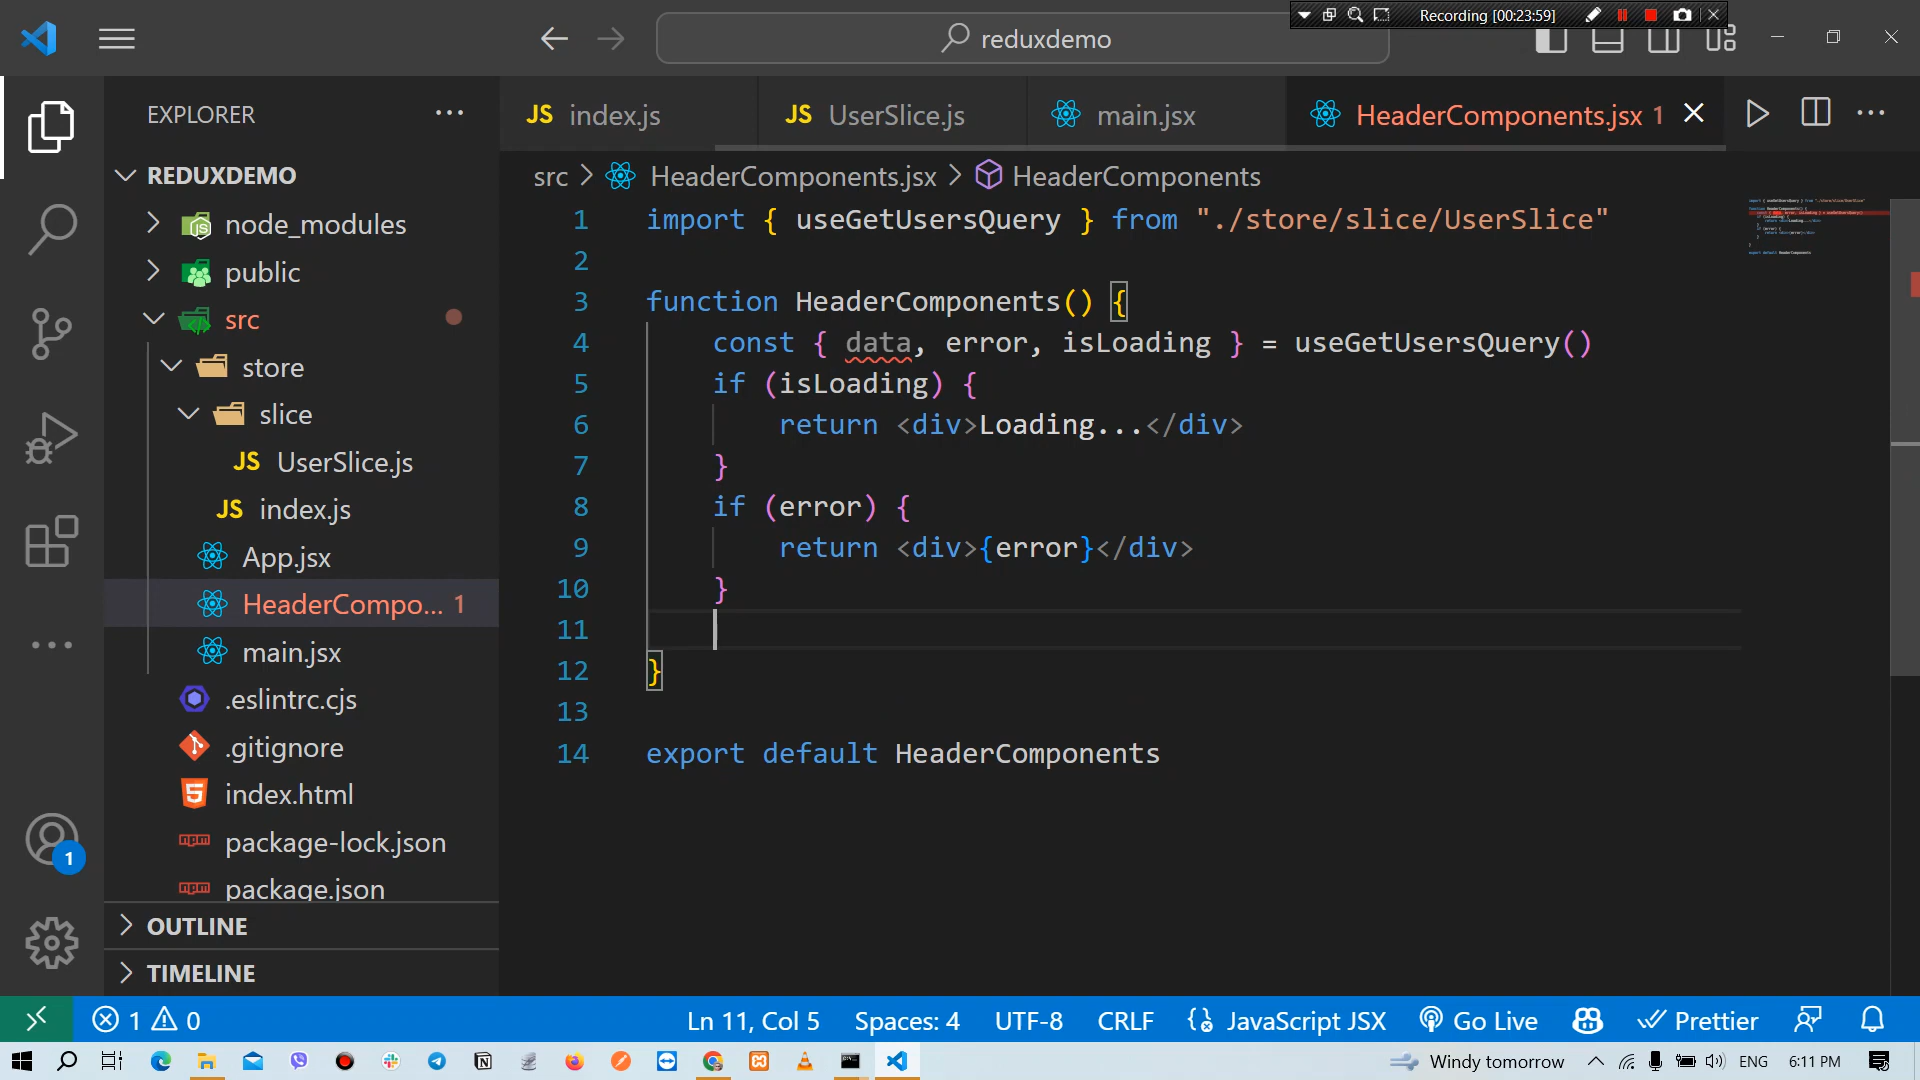 reduxdemo
Recording [00:23:59]
EXPLORER
JS index.js
JS UserSlice.js
main.jsx
HeaderComponents.jsx 1
src > HeaderComponents.jsx > HeaderComponents
REDUXDEMO
node_modules
public
src
store
slice
JS UserSlice.js
JS index.js
App.jsx
HeaderCompo... 1
main.jsx
.eslintrc.cjs
.gitignore
index.html
package-lock.json
package.json
OUTLINE
TIMELINE
1
1 import { useGetUsersQuery } from "./store/slice/UserSlice"
2
3 function HeaderComponents() {
4 const { data, error, isLoading } = useGetUsersQuery()
5 if (isLoading) {
6 return <div>Loading...</div>
7 }
8 if (error) {
9 return <div>{error}</div>
10 }
11
12 }
13
14 export default HeaderComponents
1 0
Ln 11, Col 5
Spaces: 4
UTF-8
CRLF
JavaScript JSX
Go Live
Prettier
Windy tomorrow
ENG
6:11 PM